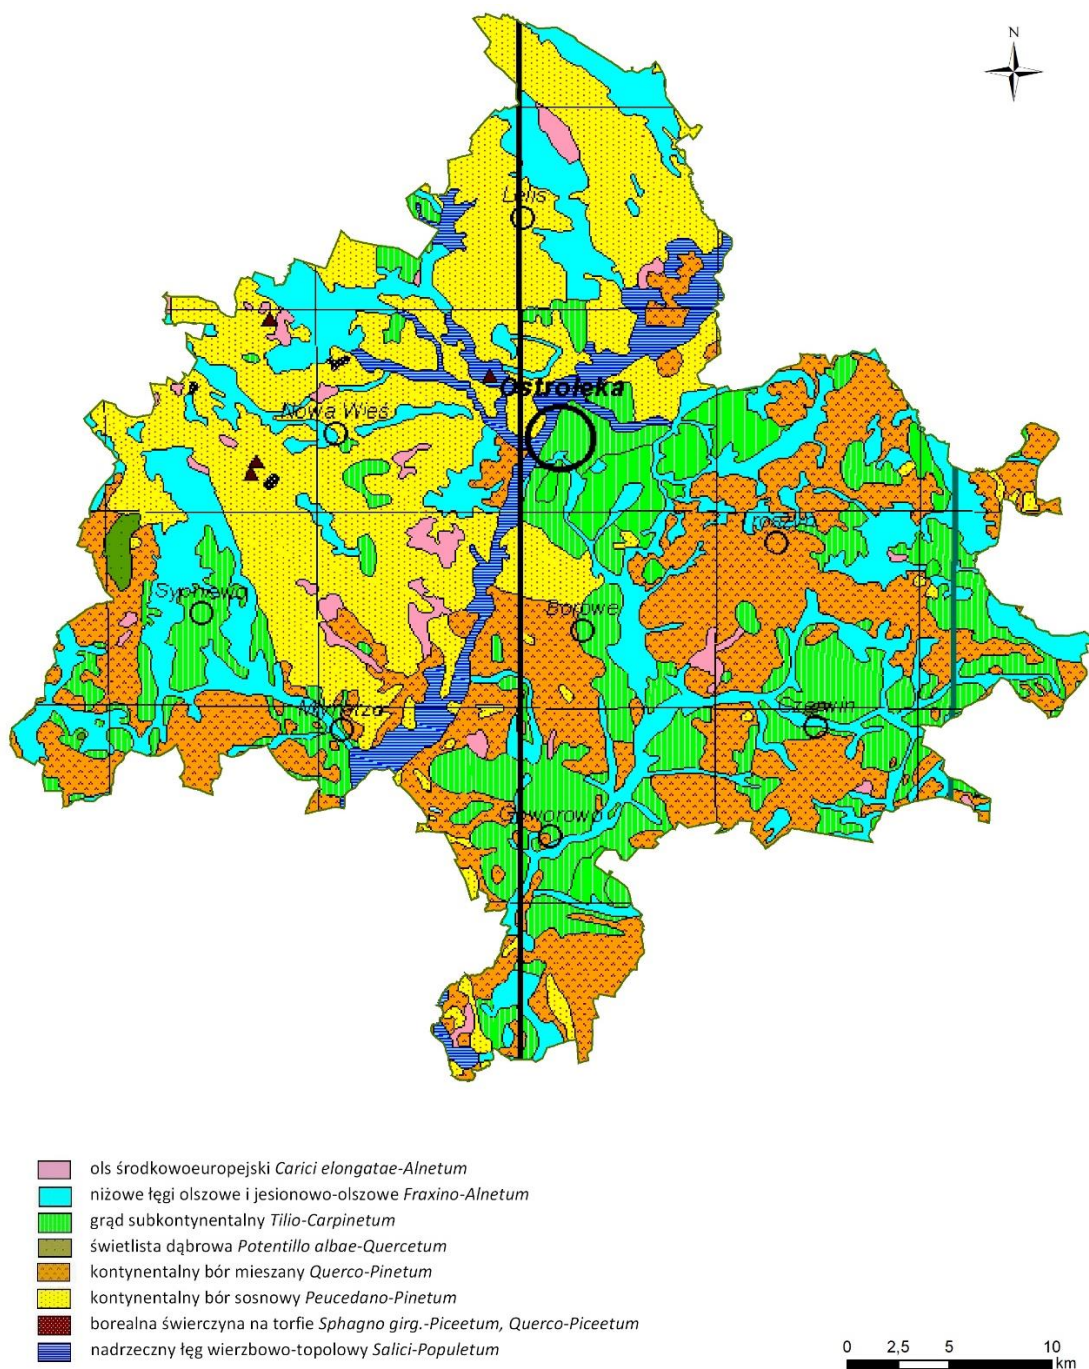 N
Lelis
Ostrołęka
Nowa Wieś
Troszyn
Sypniewo
Borowe
Czerwin
Goworowo
ols środkowoeuropejski Carici elongatae-Alnetum
niżowe łęgi olszowe i jesionowo-olszowe Fraxino-Alnetum
grąd subkontynentalny Tilio-Carpinetum
świetlista dąbrowa Potentillo albae-Quercetum
kontynentalny bór mieszany Querco-Pinetum
kontynentalny bór sosnowy Peucedano-Pinetum
borealna świerczyna na torfie Sphagno girg.-Piceetum, Querco-Piceetum
nadrzeczny łęg wierzbowo-topolowy Salici-Populetum
0 2,5 5 10
km